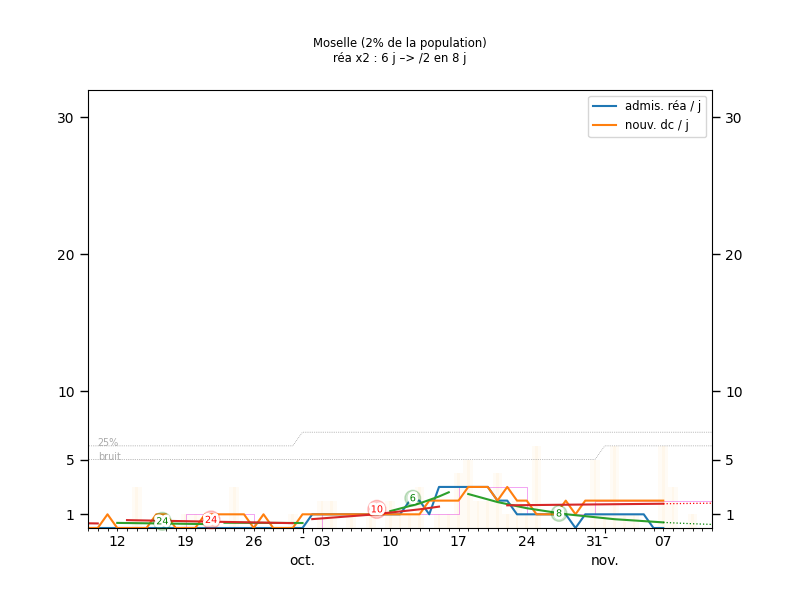 Moselle (2% de la population)
réa x2 : 6 j –> /2 en 8 j
admis. réa / j
nouv. dc / j
30 30
20 20
10 10
25%
bruit
5 5
24 24 10 6 8
1 1
12 19 26 - 03 10 17 24 31- 07
oct. nov.